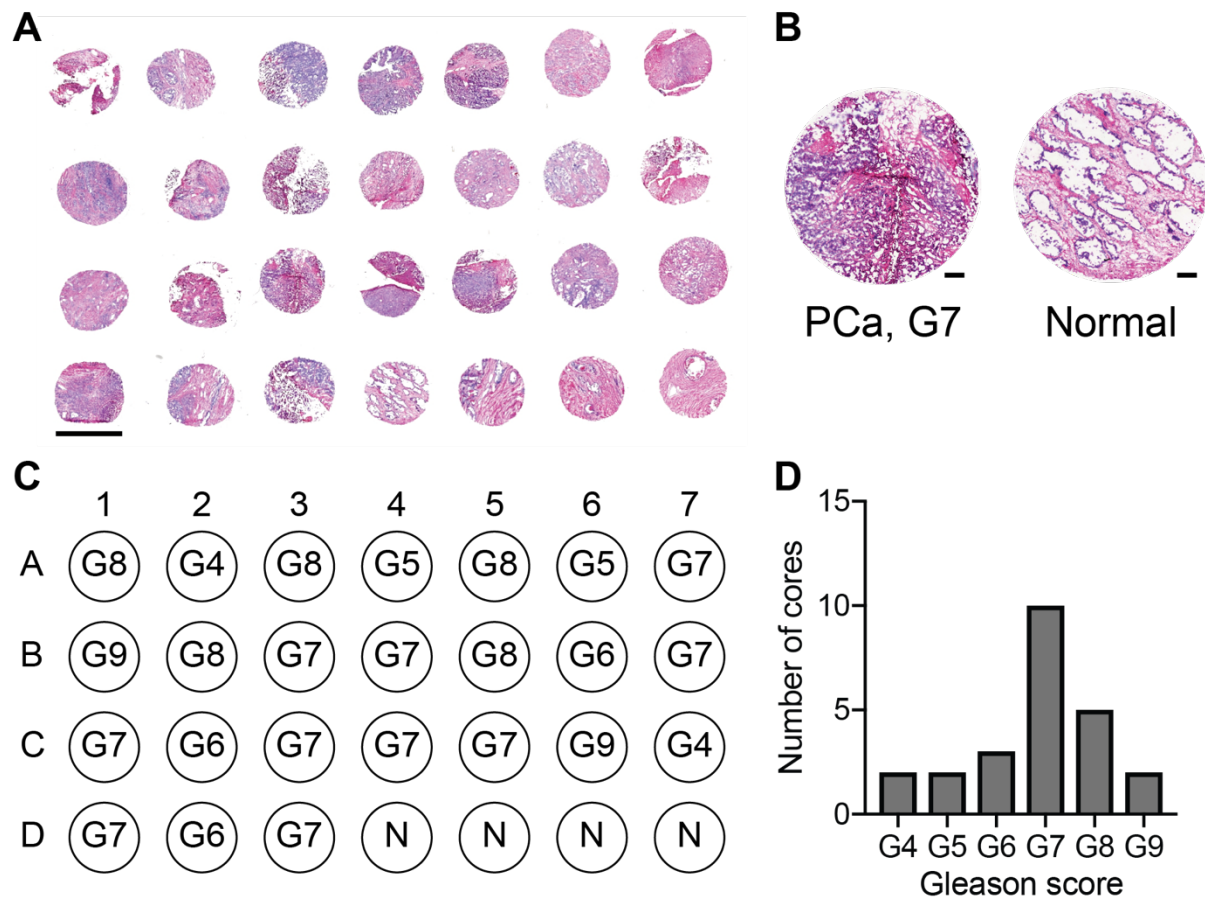 A
B
PCa, G7 Normal
C
1 2 3 4 5 6 7
A G8 G4 G8 G5 G8 G5 G7
B G9 G8 G7 G7 G8 G6 G7
C G7 G6 G7 G7 G7 G9 G4
D G7 G6 G7 N N N N
D
Number of cores
15
10
5
0
G4 G5 G6 G7 G8 G9
Gleason score